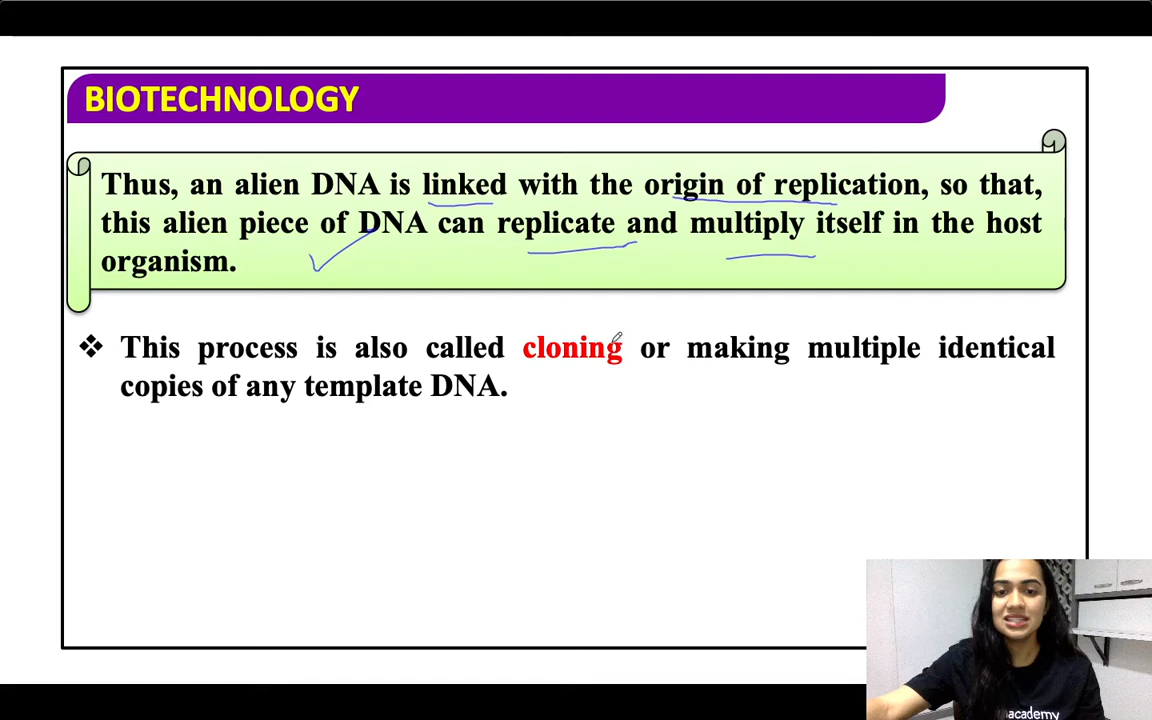 BIOTECHNOLOGY
Thus, an alien DNA is linked with the origin of replication, so that,
this alien piece of DNA can replicate and multiply itself in the host
organism.
❖ This process is also called cloning or making multiple identical
copies of any template DNA.
academy